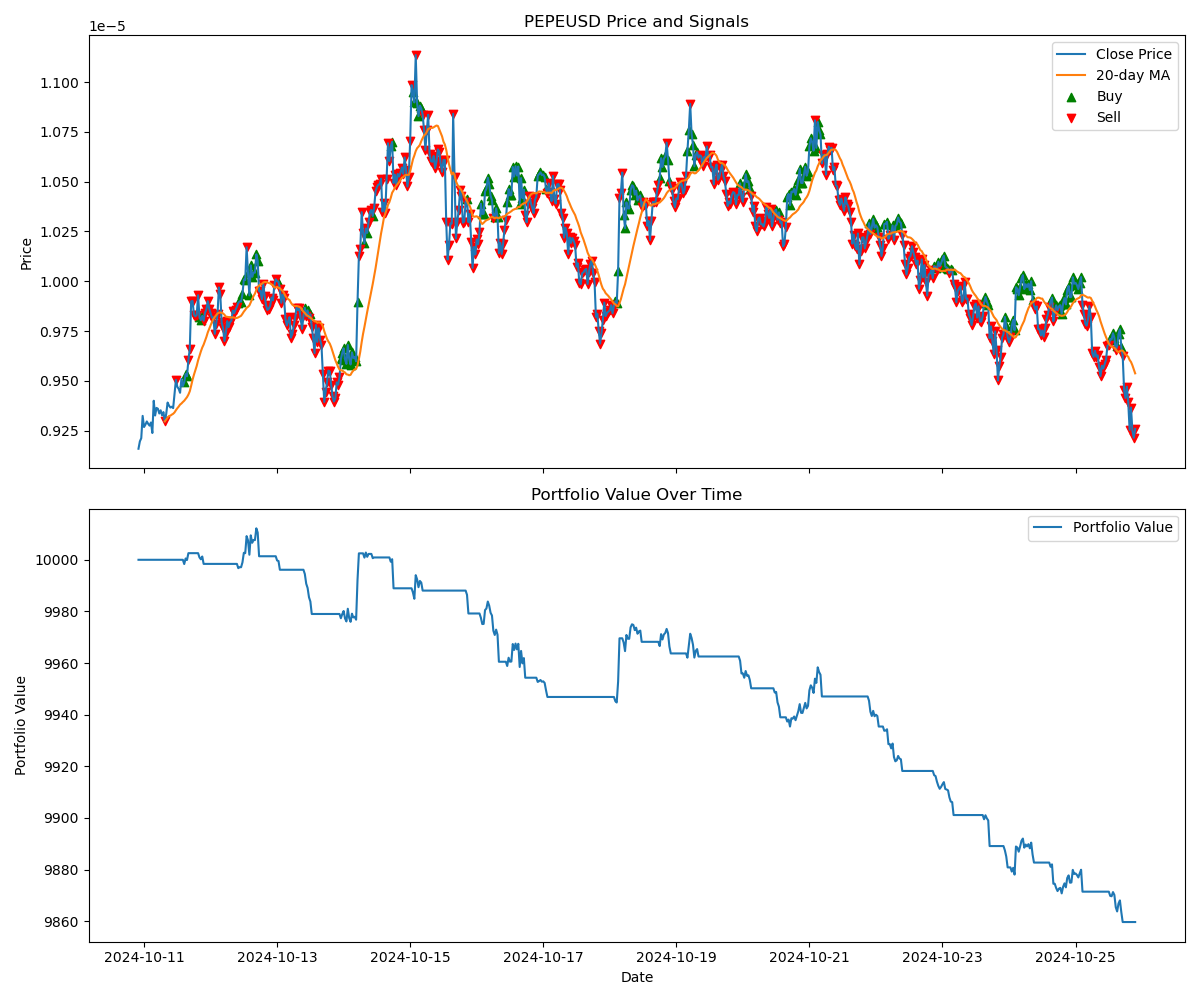 PEPEUSD Price and Signals
1e−5
Close Price
20-day MA
Buy
Sell
1.100
1.075
1.050
1.025
1.000
0.975
0.950
0.925
Price
Portfolio Value Over Time
Portfolio Value
10000
9980
9960
9940
9920
9900
9880
9860
Portfolio Value
2024-10-11 2024-10-13 2024-10-15 2024-10-17 2024-10-19 2024-10-21 2024-10-23 2024-10-25
Date